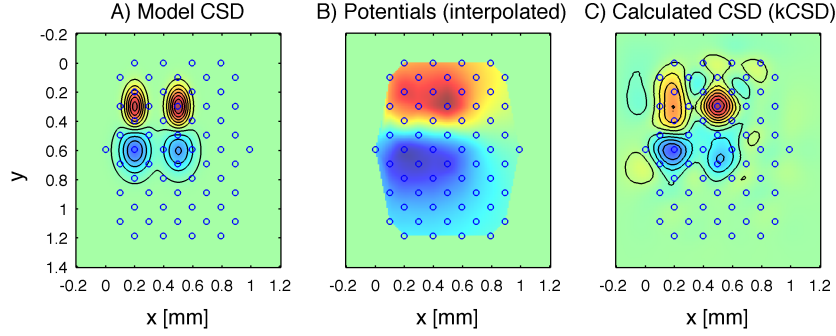 A) Model CSD
B) Potentials (interpolated)
C) Calculated CSD (kCSD)
-0.2
0
0.2
0.4
0.6
0.8
1
1.2
1.4
y
-0.2 0 0.2 0.4 0.6 0.8 1 1.2
-0.2 0 0.2 0.4 0.6 0.8 1 1.2
-0.2 0 0.2 0.4 0.6 0.8 1 1.2
x [mm]
x [mm]
x [mm]